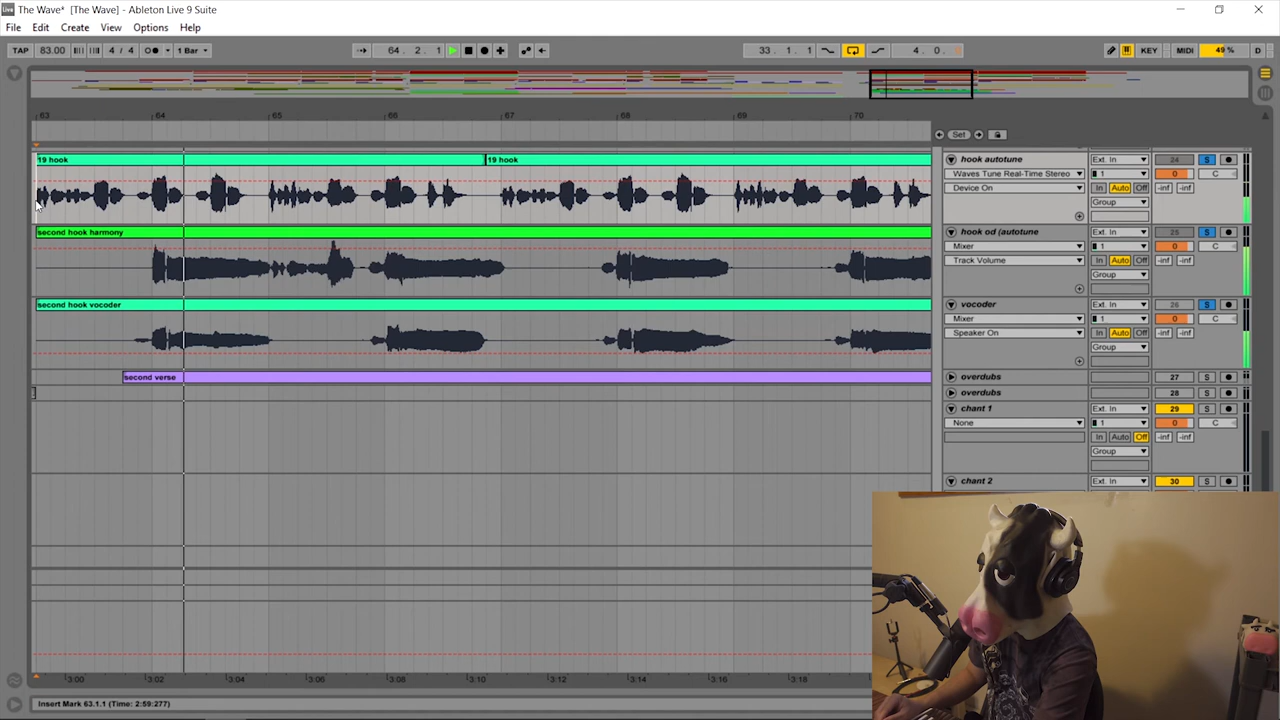 The Wave* [The Wave] - Ableton Live 9 Suite
File Edit Create View Options Help
TAP 83.00 4 / 4 1 Bar 64 . 2 . 1 33 . 1 . 1 4 . 0 . KEY MIDI 49 % D
63 64 65 66 67 68 69 70
Set
19 hook 19 hook
hook autotune Ext. In 24 S
Waves Tune Real-Time Stereo 1 0 C
Device On In Auto Off -inf -inf
Group
second hook harmony
hook od (autotune Ext. In 25 S
Mixer 1 0 C
Track Volume In Auto Off -inf -inf
Group
second hook vocoder
vocoder Ext. In 26 S
Mixer 1 0 C
Speaker On In Auto Off -inf -inf
Group
second verse
overdubs 27 S
overdubs 28 S
chant 1 Ext. In 29 S
None 1 0 C
In Auto Off -inf -inf
Group
chant 2 Ext. In 30 S
3:00 3:02 3:04 3:06 3:08 3:10 3:12 3:14 3:16 3:18
Insert Mark 63.1.1 (Time: 2:59:277)